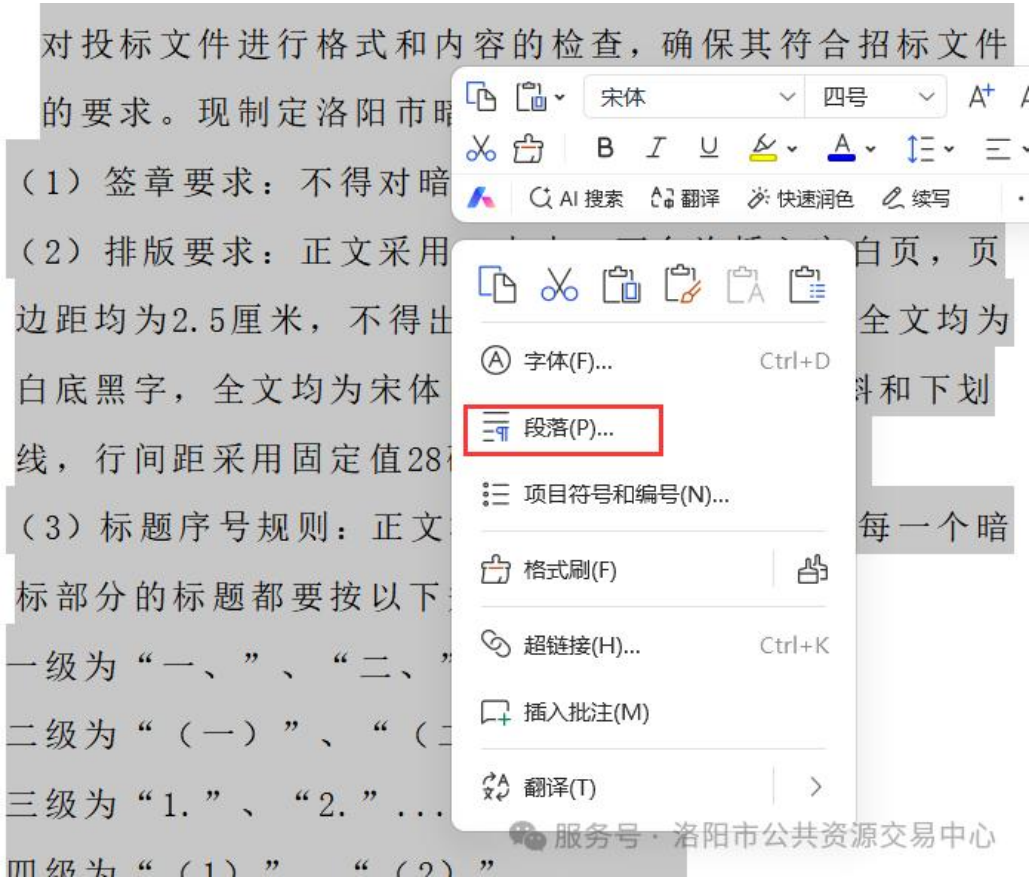 对投标文件进行格式和内容的检查，确保其符合招标文件
的要求。现制定洛阳市暗
宋体 四号 A+
B I U A
（1）签章要求：不得对暗
AI 搜索 翻译 快速润色 续写
（2）排版要求：正文采用 白页，页
边距均为2.5厘米，不得出 全文均为
字体(F)... Ctrl+D
白底黑字，全文均为宋体 和下划
段落(P)...
线，行间距采用固定值28
项目符号和编号(N)...
（3）标题序号规则：正文 每一个暗
格式刷(F)
标部分的标题都要按以下
超链接(H)... Ctrl+K
一级为“一、”、“二、”
插入批注(M)
二级为“（一）”、“（二
翻译(T)
三级为“1.”、“2.”...
服务号 · 洛阳市公共资源交易中心
四级为“（1）”、“（2）”